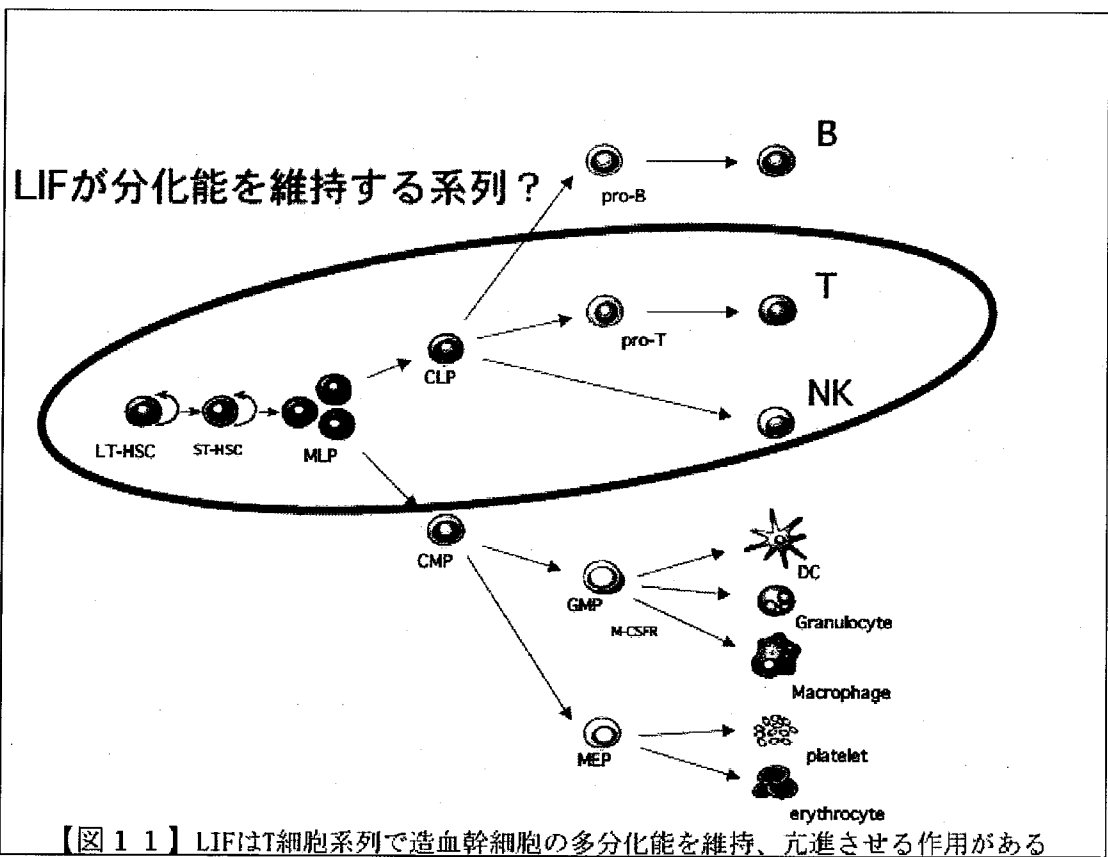 B
LIFが分化能を維持する系列？
pro-B
T
pro-T
CLP
NK
LT-HSC
ST-HSC
MLP
CMP
DC
GMP
M-CSFR
Granulocyte
Macrophage
MEP
platelet
erythrocyte
【図１１】LIFはT細胞系列で造血幹細胞の多分化能を維持、亢進させる作用がある